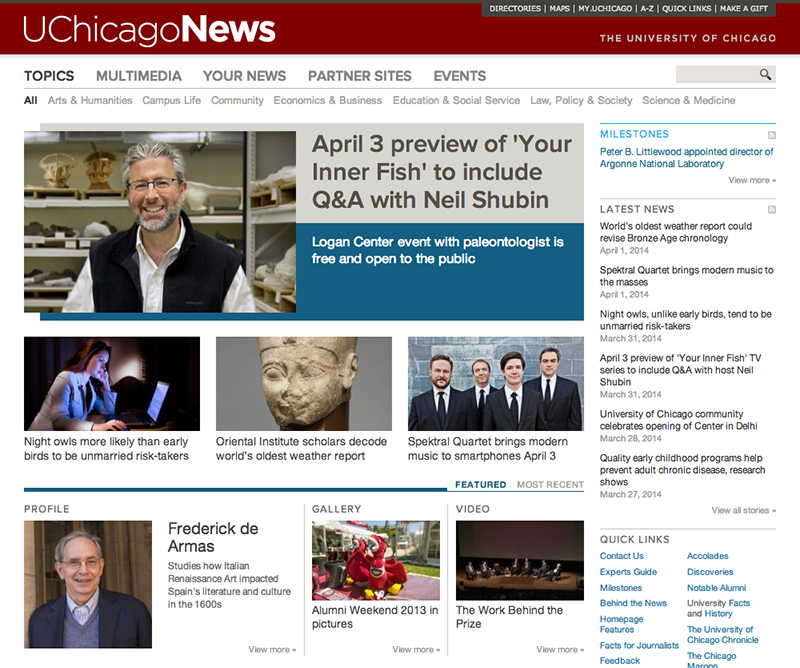 DIRECTORIES | MAPS | MY.UCHICAGO | A-Z | QUICK LINKS | MAKE A GIFT
UChicagoNews
THE UNIVERSITY OF CHICAGO
TOPICS MULTIMEDIA YOUR NEWS PARTNER SITES EVENTS
All Arts & Humanities Campus Life Community Economics & Business Education & Social Service Law, Policy & Society Science & Medicine
April 3 preview of 'Your
Inner Fish' to include
Q&A with Neil Shubin
Logan Center event with paleontologist is
free and open to the public
Night owls more likely than early
birds to be unmarried risk-takers
Oriental Institute scholars decode
world's oldest weather report
Spektral Quartet brings modern
music to smartphones April 3
FEATURED MOST RECENT
PROFILE
Frederick de
Armas
Studies how Italian
Renaissance Art impacted
Spain's literature and culture
in the 1600s
View more »
GALLERY
Alumni Weekend 2013 in
pictures
View more »
VIDEO
The Work Behind the
Prize
View more »
MILESTONES
Peter B. Littlewood appointed director of
Argonne National Laboratory
View more »
LATEST NEWS
World's oldest weather report could
revise Bronze Age chronology
April 1, 2014
Spektral Quartet brings modern music to
the masses
April 1, 2014
Night owls, unlike early birds, tend to be
unmarried risk-takers
March 31, 2014
April 3 preview of 'Your Inner Fish' TV
series to include Q&A with host Neil
Shubin
March 31, 2014
University of Chicago community
celebrates opening of Center in Delhi
March 28, 2014
Quality early childhood programs help
prevent adult chronic disease, research
shows
March 27, 2014
View all stories »
QUICK LINKS
Contact Us
Experts Guide
Milestones
Behind the News
Homepage
Features
Facts for Journalists
Feedback
Accolades
Discoveries
Notable Alumni
University Facts
and History
The University of
Chicago Chronicle
The Chicago
Maroon